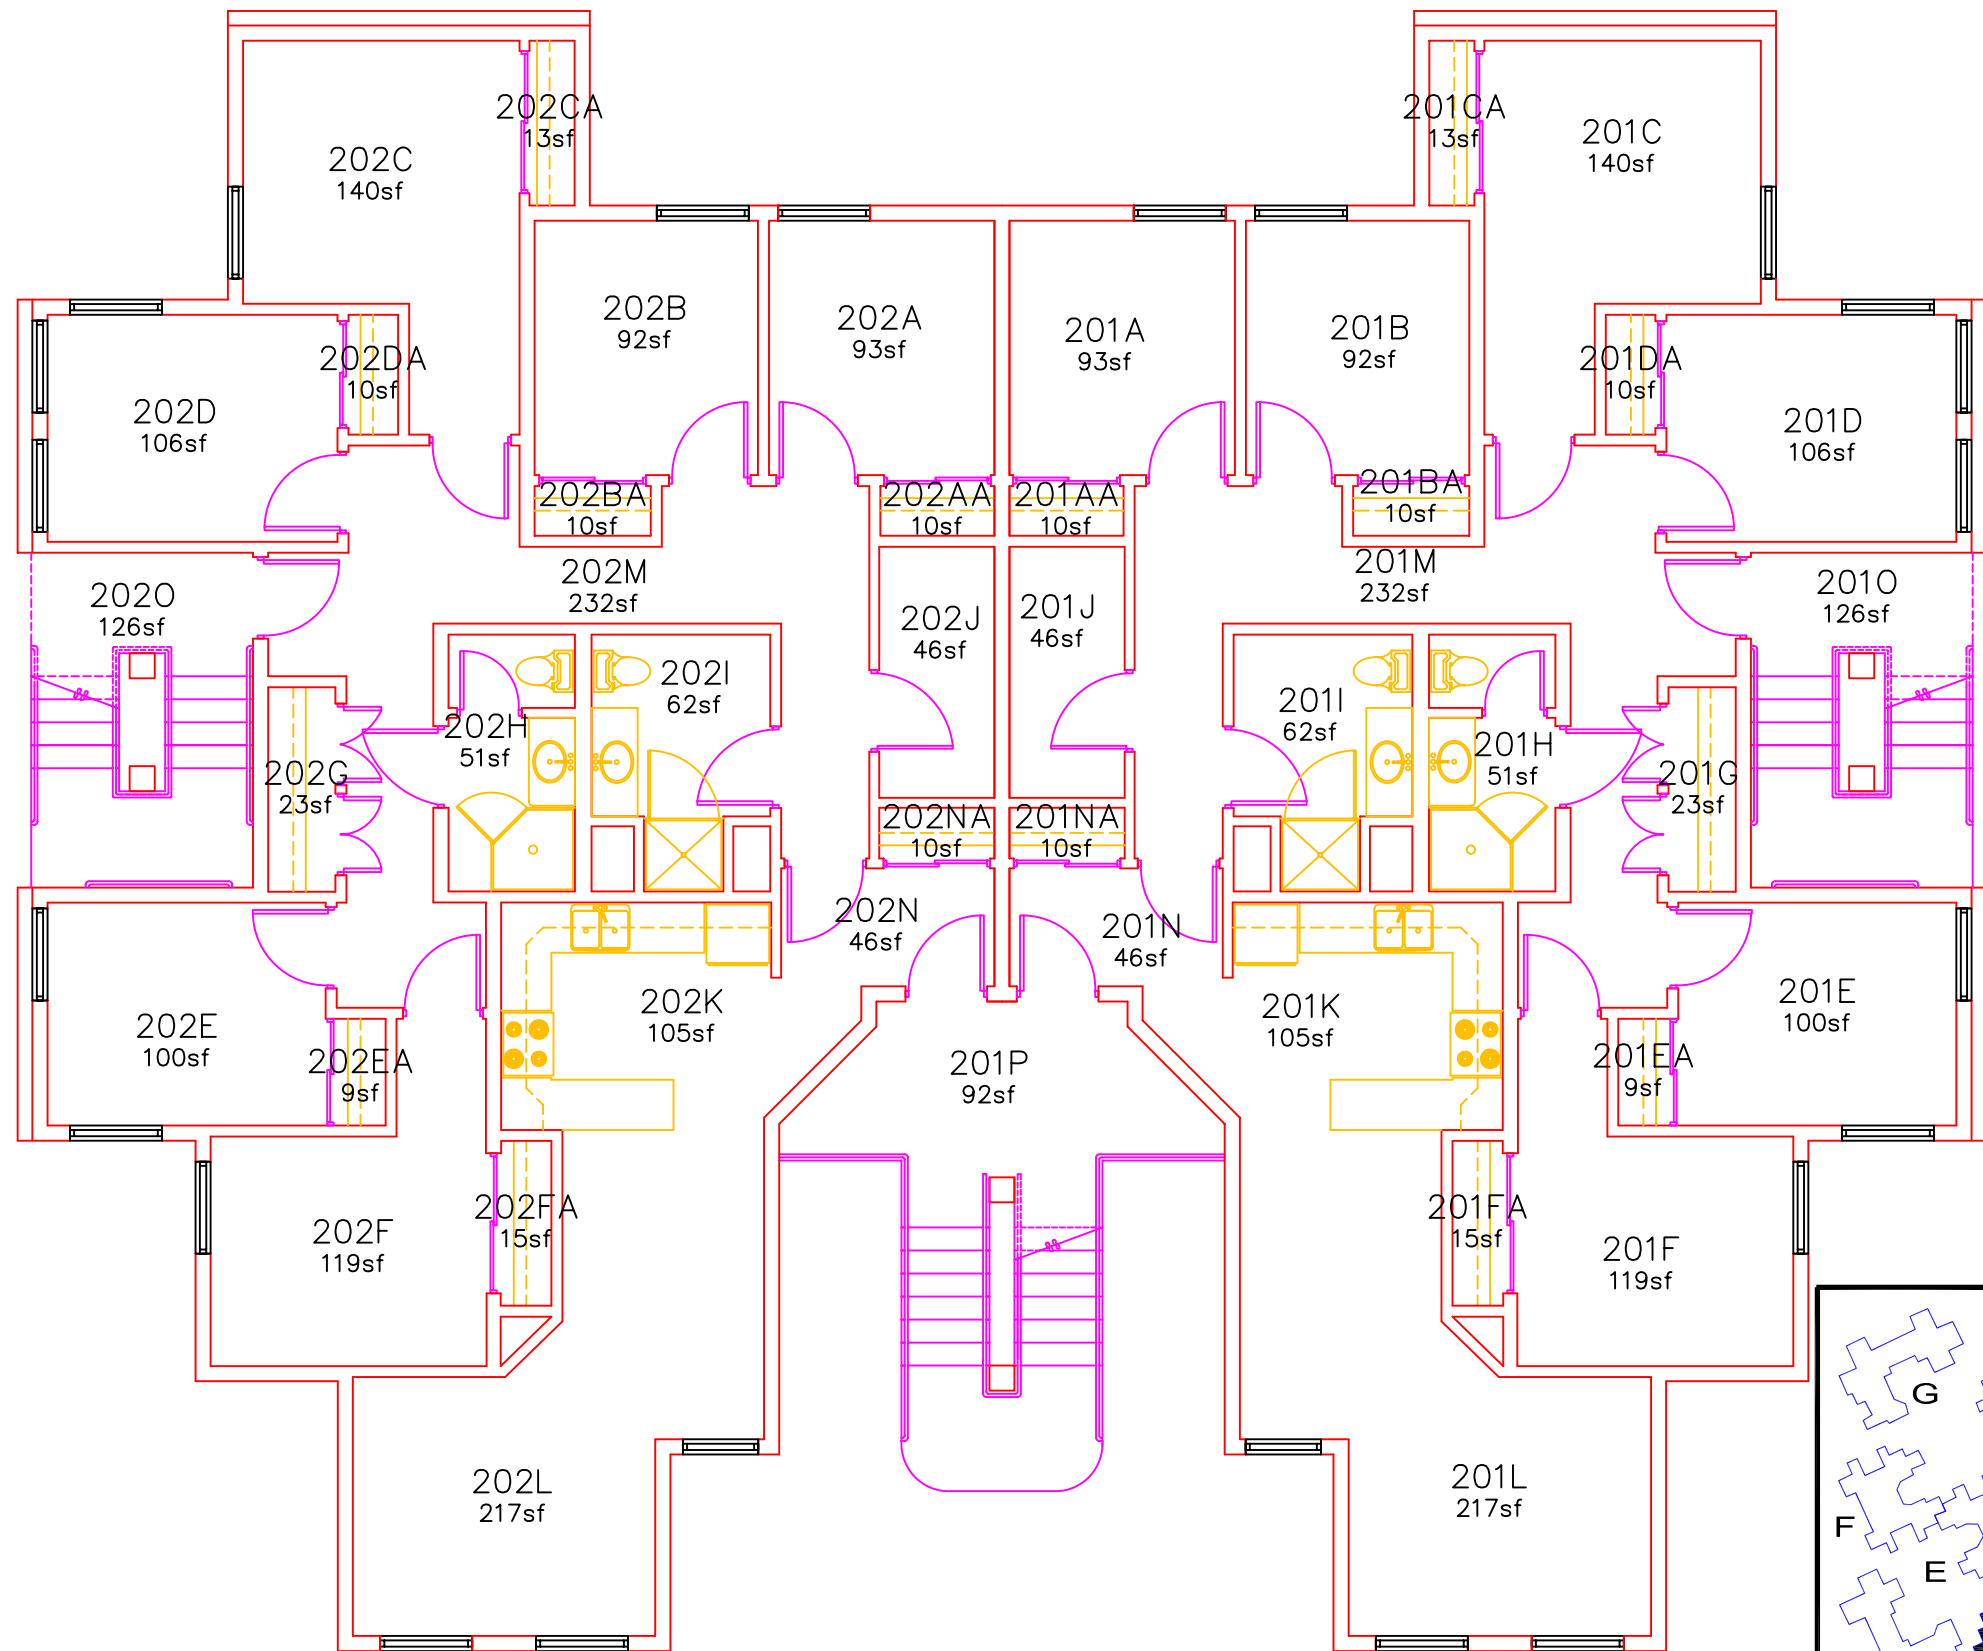 202CA
13sf
201CA
13sf
202C
140sf
201C
140sf
202B
92sf
202A
93sf
201A
93sf
201B
92sf
202DA
10sf
201DA
10sf
202D
106sf
201D
106sf
202BA
10sf
202AA
10sf
201AA
10sf
201BA
10sf
202M
232sf
201M
232sf
202O
126sf
201O
126sf
202J
46sf
201J
46sf
202I
62sf
201I
62sf
202H
51sf
201H
51sf
202G
23sf
201G
23sf
202NA
10sf
201NA
10sf
202N
46sf
201N
46sf
202K
105sf
201K
105sf
202E
100sf
201E
100sf
202EA
9sf
201EA
9sf
201P
92sf
202FA
15sf
201FA
15sf
202F
119sf
201F
119sf
202L
217sf
201L
217sf
G
F
E